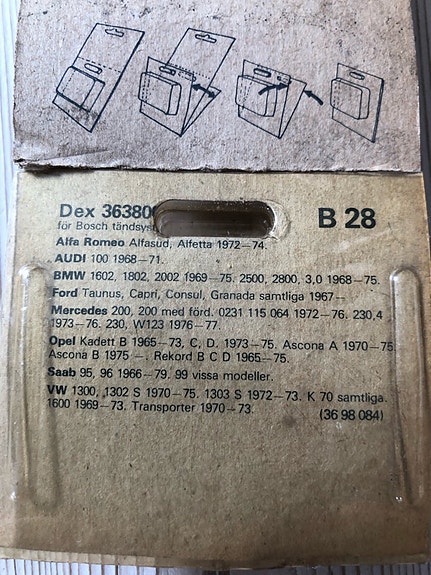 Dex 36380
B 28
för Bosch tändsyst
Alfa Romeo Alfasud, Alfetta 1972—74.
AUDI 100 1968—71.
BMW 1602, 1802, 2002 1969—75. 2500, 2800, 3,0 1968—75.
Ford Taunus, Capri, Consul, Granada samtliga 1967—
Mercedes 200, 200 med förd. 0231 115 064 1972—76. 230,4
1973—76. 230, W123 1976—77.
Opel Kadett B 1965—73, C, D. 1973—75. Ascona A 1970—75
Ascona B 1975 —. Rekord B C D 1965—75.
Saab 95, 96 1966—79. 99 vissa modeller.
VW 1300, 1302 S 1970—75. 1303 S 1972—73. K 70 samtliga.
1600 1969—73. Transporter 1970—73.
(36 98 084)